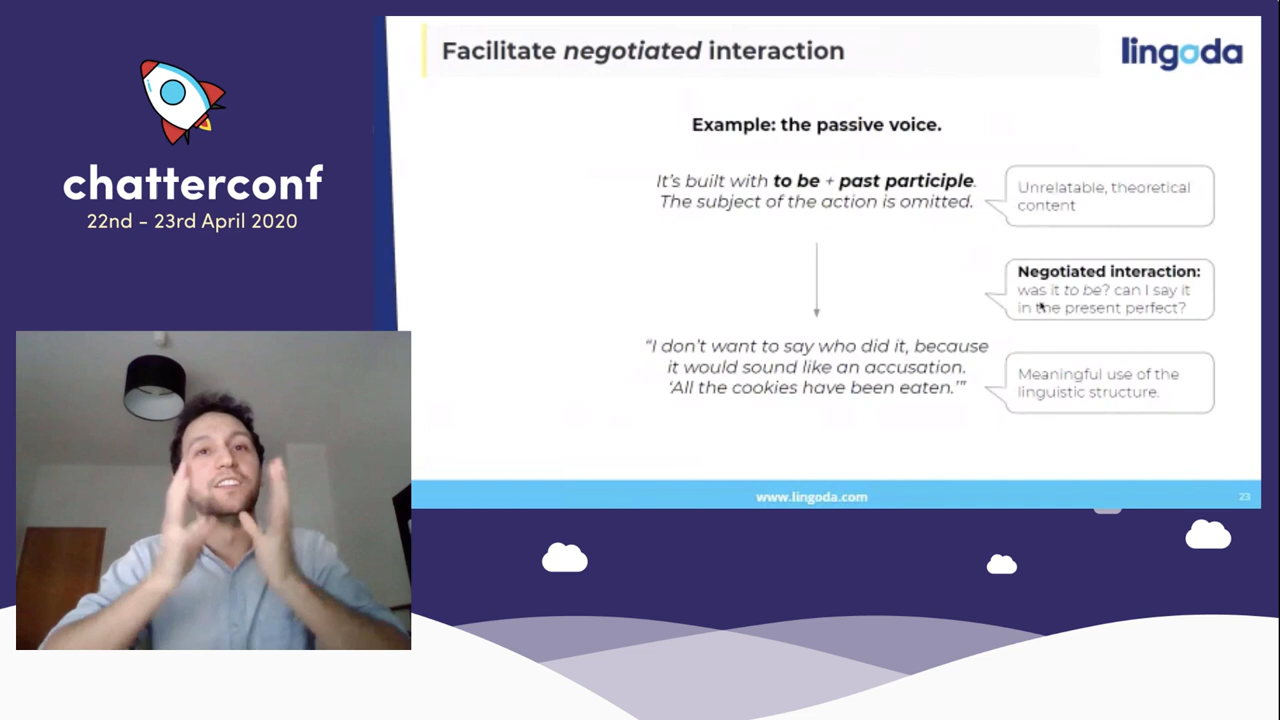 chatterconf
22nd - 23rd April 2020
Facilitate negotiated interaction
lingoda
Example: the passive voice.
It's built with to be + past participle.
The subject of the action is omitted.
Unrelatable, theoretical
content
Negotiated interaction:
was it to be? can I say it
in the present perfect?
"I don't want to say who did it, because
it would sound like an accusation.
'All the cookies have been eaten.'"
Meaningful use of the
linguistic structure.
www.lingoda.com
23